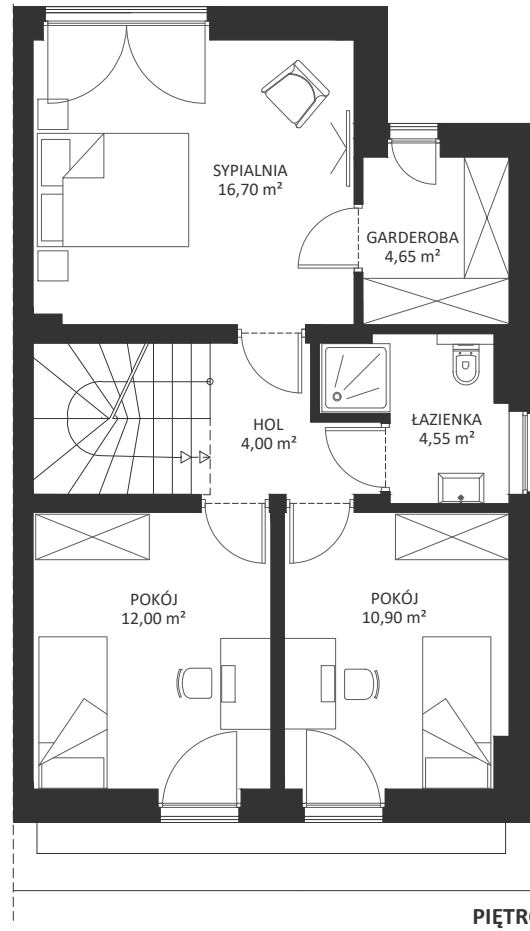 SYPIALNIA
16,70 m²
GARDEROBA
4,65 m²
HOL
4,00 m²
ŁAZIENKA
4,55 m²
POKÓJ
12,00 m²
POKÓJ
10,90 m²
PIĘTRO